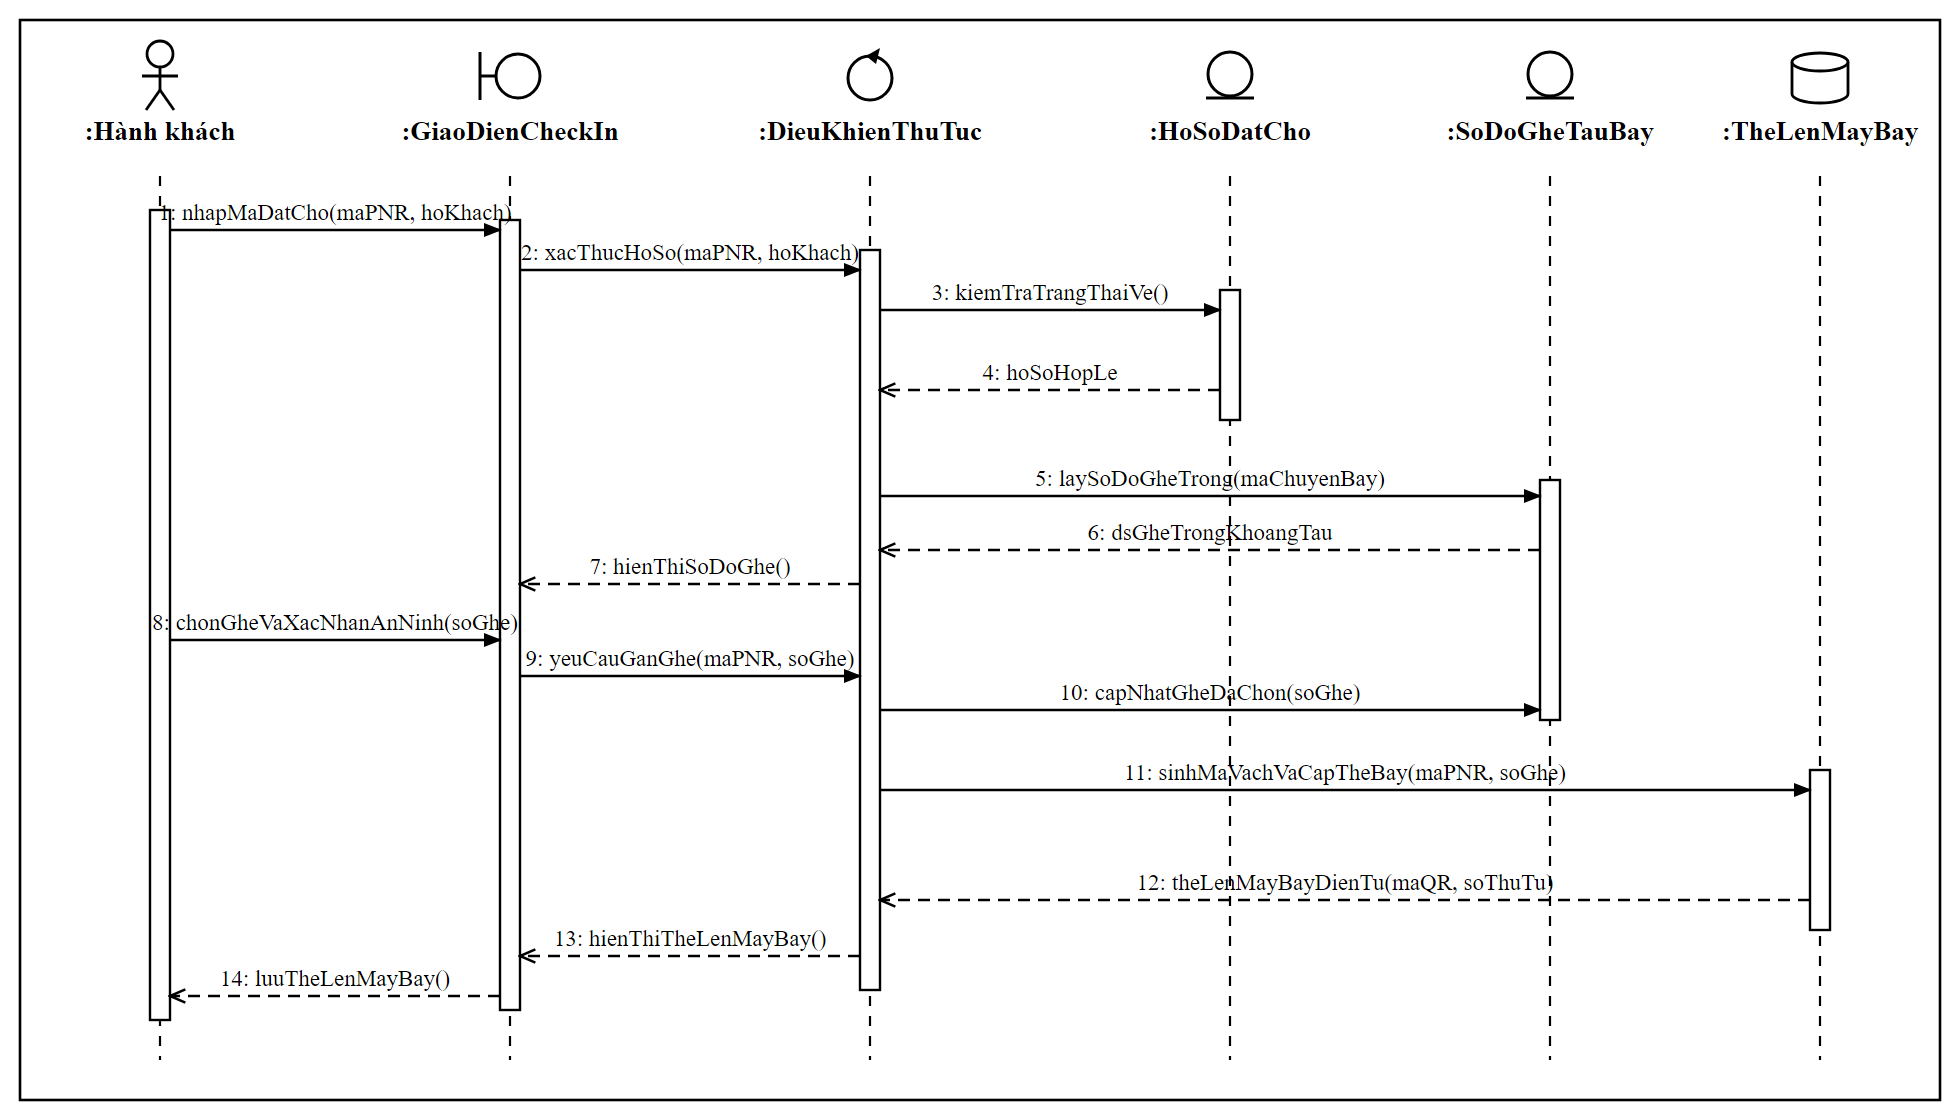 :Hành khách
:GiaoDienCheckIn
:DieuKhienThuTuc
:HoSoDatCho
:SoDoGheTauBay
:TheLenMayBay
1: nhapMaDatCho(maPNR, hoKhach)
2: xacThucHoSo(maPNR, hoKhach)
3: kiemTraTrangThaiVe()
4: hoSoHopLe
5: laySoDoGheTrong(maChuyenBay)
6: dsGheTrongKhoangTau
7: hienThiSoDoGhe()
8: chonGheVaXacNhanAnNinh(soGhe)
9: yeuCauGanGhe(maPNR, soGhe)
10: capNhatGheDaChon(soGhe)
11: sinhMaVachVaCapTheBay(maPNR, soGhe)
12: theLenMayBayDienTu(maQR, soThuTu)
13: hienThiTheLenMayBay()
14: luuTheLenMayBay()